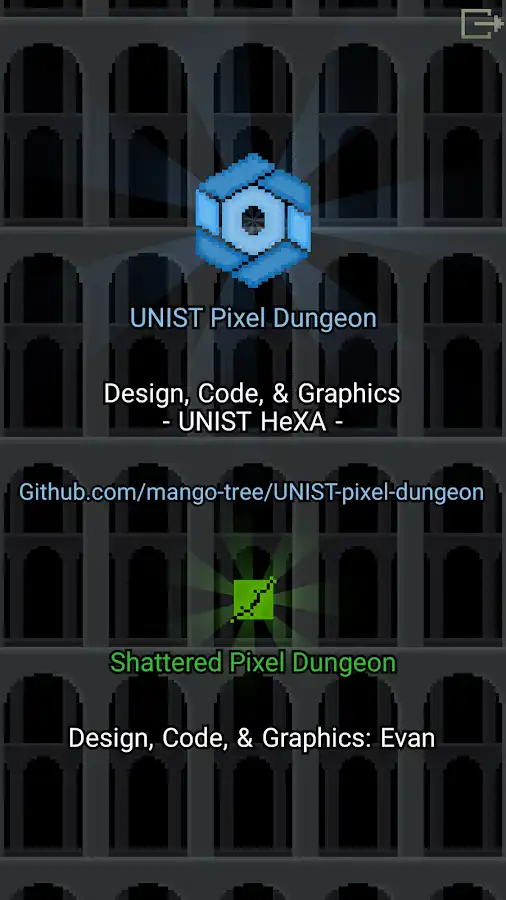 UNIST Pixel Dungeon
Design, Code, & Graphics
- UNIST HeXA -
Github.com/mango-tree/UNIST-pixel-dungeon
Shattered Pixel Dungeon
Design, Code, & Graphics: Evan